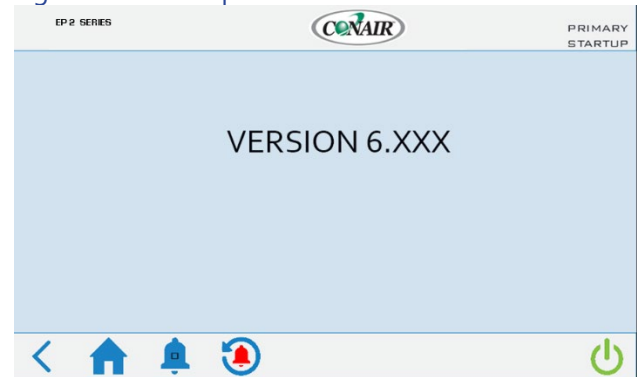 EP2 SERIES
CONAIR
PRIMARY
STARTUP
VERSION 6.XXX